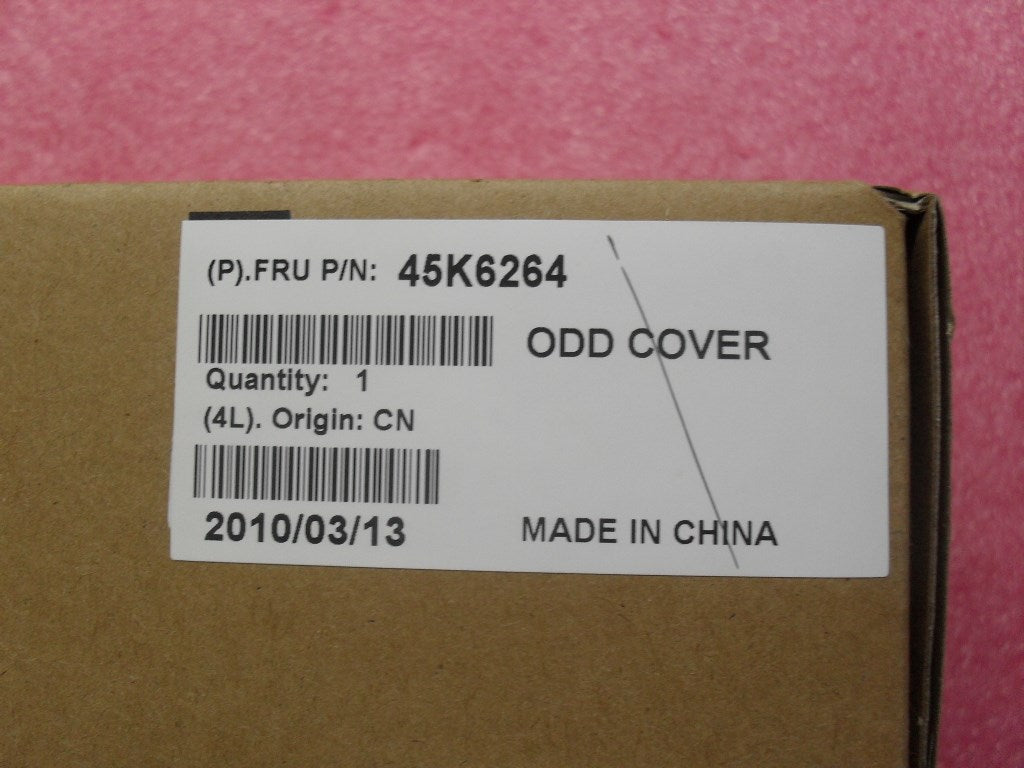 (P).FRU P/N: 45K6264
ODD COVER
Quantity: 1
(4L). Origin: CN
2010/03/13
MADE IN CHINA